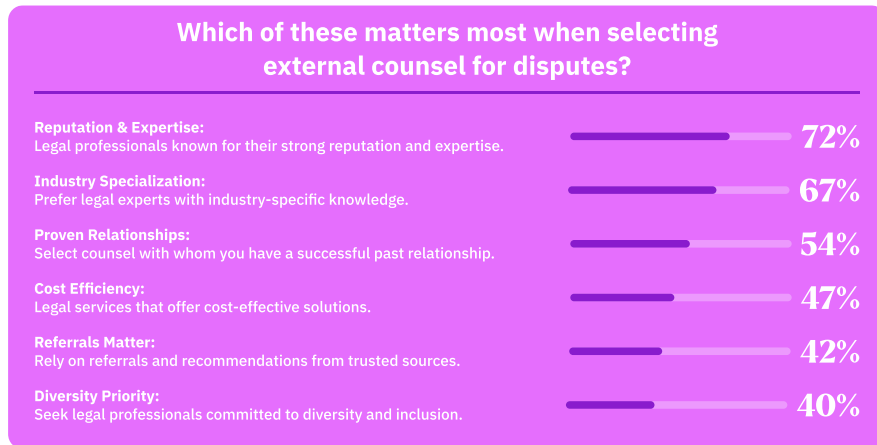 Which of these matters most when selecting
external counsel for disputes?
Reputation & Expertise:
Legal professionals known for their strong reputation and expertise.
72%
Industry Specialization:
Prefer legal experts with industry-specific knowledge.
67%
Proven Relationships:
Select counsel with whom you have a successful past relationship.
54%
Cost Efficiency:
Legal services that offer cost-effective solutions.
47%
Referrals Matter:
Rely on referrals and recommendations from trusted sources.
42%
Diversity Priority:
Seek legal professionals committed to diversity and inclusion.
40%